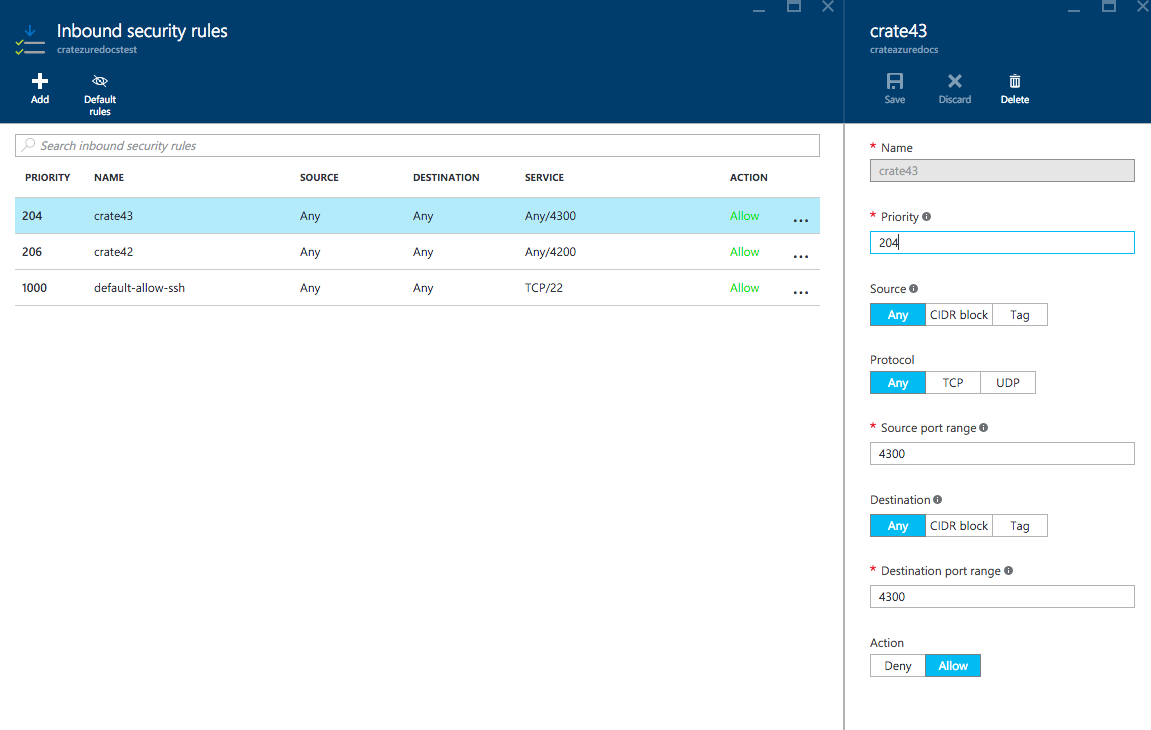 Inbound security rules
cratezuredocstest
Add
Default
rules
Search inbound security rules
PRIORITY NAME SOURCE DESTINATION SERVICE ACTION
204 crate43 Any Any Any/4300 Allow ...
206 crate42 Any Any Any/4200 Allow ...
1000 default-allow-ssh Any Any TCP/22 Allow ...
crate43
crateazuredocs
Save Discard Delete
* Name
crate43
* Priority
204
Source
Any CIDR block Tag
Protocol
Any TCP UDP
* Source port range
4300
Destination
Any CIDR block Tag
* Destination port range
4300
Action
Deny Allow